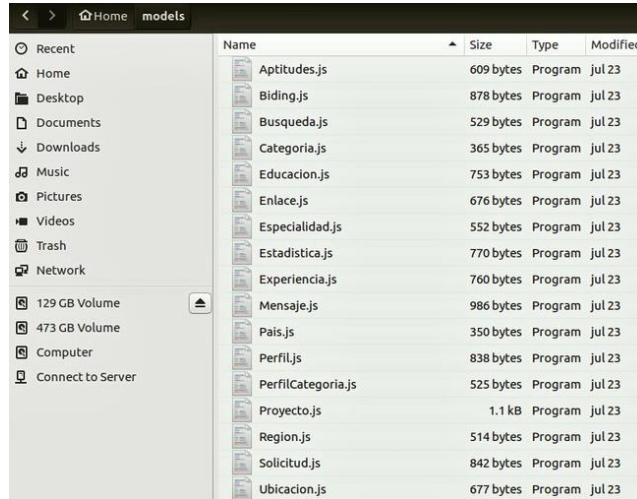 Home models
Recent
Home
Desktop
Documents
Downloads
Music
Pictures
Videos
Trash
Network
129 GB Volume
473 GB Volume
Computer
Connect to Server
Name Size Type Modified
Aptitudes.js 609 bytes Program jul 23
Biding.js 878 bytes Program jul 23
Busqueda.js 529 bytes Program jul 23
Categoria.js 365 bytes Program jul 23
Educacion.js 753 bytes Program jul 23
Enlace.js 676 bytes Program jul 23
Especialidad.js 552 bytes Program jul 23
Estadistica.js 770 bytes Program jul 23
Experiencia.js 760 bytes Program jul 23
Mensaje.js 986 bytes Program jul 23
Pais.js 350 bytes Program jul 23
Perfil.js 838 bytes Program jul 23
PerfilCategoria.js 525 bytes Program jul 23
Proyecto.js 1.1 kB Program jul 23
Region.js 514 bytes Program jul 23
Solicitud.js 842 bytes Program jul 23
Ubicacion.js 677 bytes Program jul 23